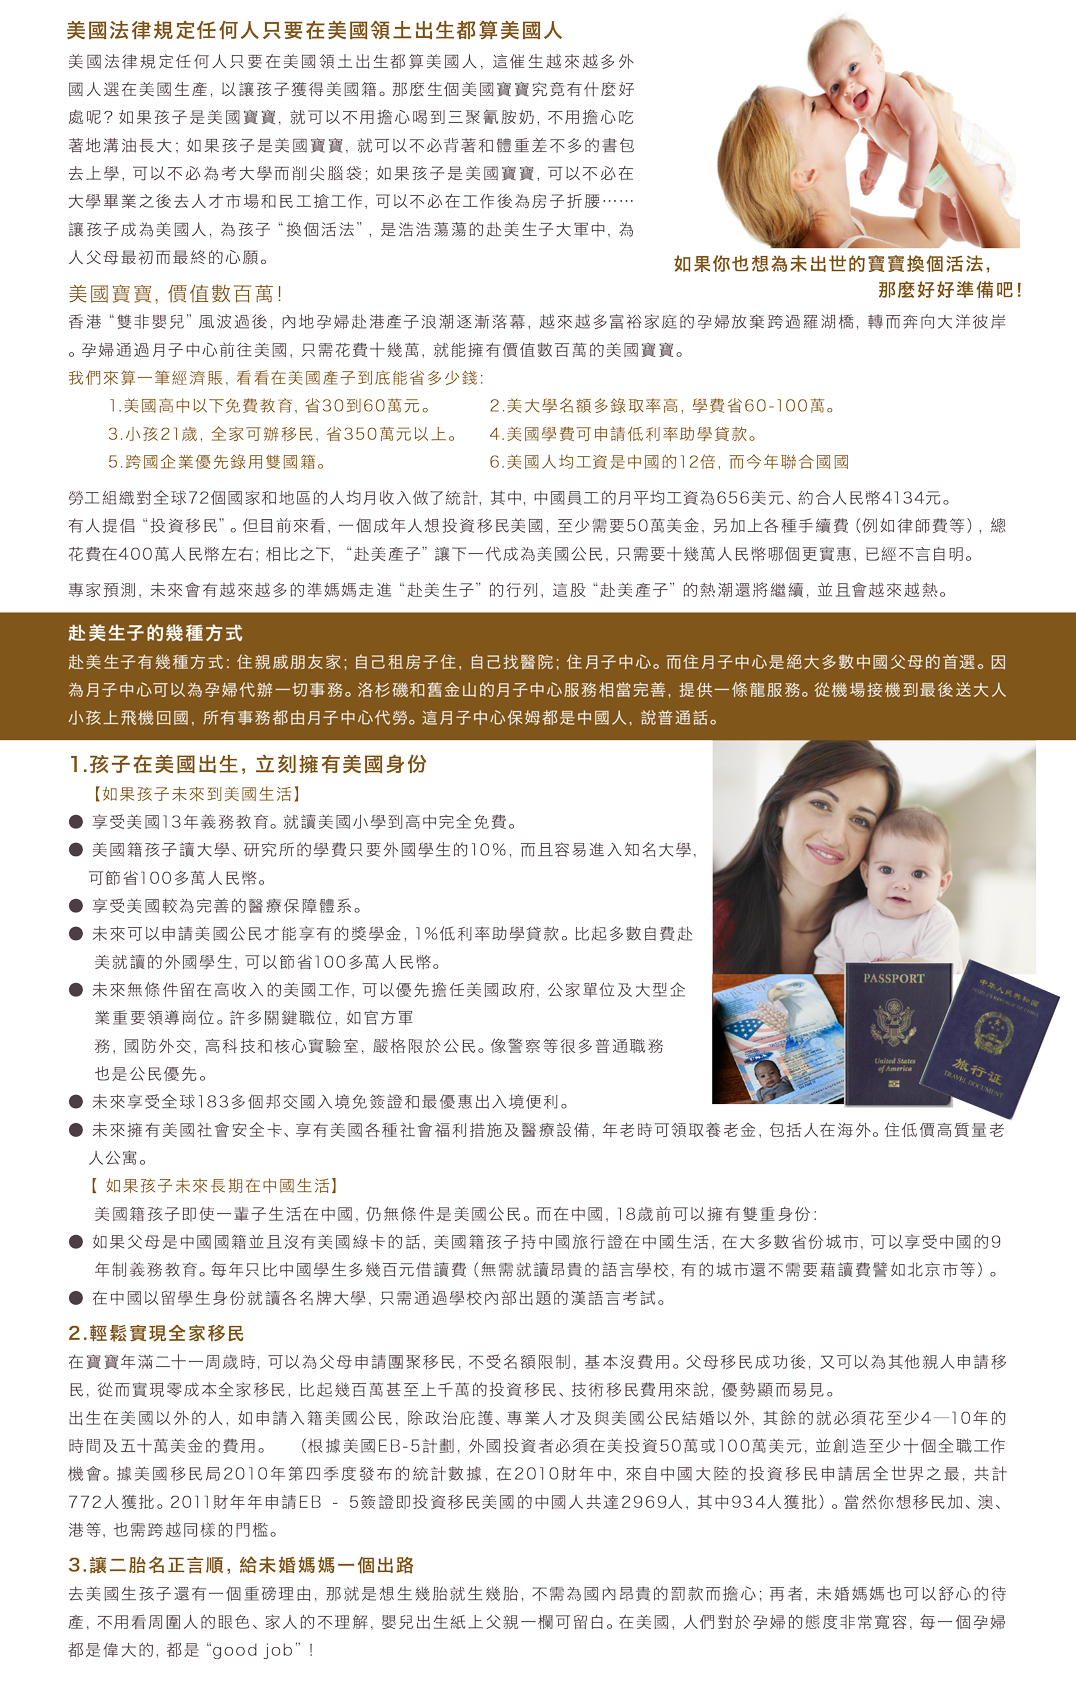 美國法律規定任何人只要在美國領土出生都算美國人
美國法律規定任何人只要在美國領土出生都算美國人, 這催生越來越多外
國人選在美國生產, 以讓孩子獲得美國籍。那麼生個美國寶寶究竟有什麼好
處呢? 如果孩子是美國寶寶, 就可以不用擔心喝到三聚氰胺奶, 不用擔心吃
著地溝油長大; 如果孩子是美國寶寶, 就可以不必背著和體重差不多的書包
去上學, 可以不必為考大學而削尖腦袋; 如果孩子是美國寶寶, 可以不必在
大學畢業之後去人才市場和民工搶工作, 可以不必在工作後為房子折腰……
讓孩子成為美國人, 為孩子“換個活法”, 是浩浩蕩蕩的赴美生子大軍中, 為
人父母最初而最終的心願。
如果你也想為未出世的寶寶換個活法,
那麼好好準備吧!
美國寶寶, 價值數百萬!
香港“雙非嬰兒”風波過後, 內地孕婦赴港產子浪潮逐漸落幕, 越來越多富裕家庭的孕婦放棄跨過羅湖橋, 轉而奔向大洋彼岸
。孕婦通過月子中心前往美國, 只需花費十幾萬, 就能擁有價值數百萬的美國寶寶。
我們來算一筆經濟賬, 看看在美國產子到底能省多少錢:
1.美國高中以下免費教育, 省30到60萬元。 2.美大學名額多錄取率高, 學費省60-100萬。
3.小孩21歲, 全家可辦移民, 省350萬元以上。 4.美國學費可申請低利率助學貸款。
5.跨國企業優先錄用雙國籍。 6.美國人均工資是中國的12倍, 而今年聯合國國
勞工組織對全球72個國家和地區的人均月收入做了統計, 其中, 中國員工的月平均工資為656美元、約合人民幣4134元。
有人提倡“投資移民”。但目前來看, 一個成年人想投資移民美國, 至少需要50萬美金, 另加上各種手續費（例如律師費等）, 總
花費在400萬人民幣左右; 相比之下, “赴美產子”讓下一代成為美國公民, 只需要十幾萬人民幣哪個更實惠, 已經不言自明。
專家預測, 未來會有越來越多的準媽媽走進“赴美生子”的行列, 這股“赴美產子”的熱潮還將繼續, 並且會越來越熱。
赴美生子的幾種方式
赴美生子有幾種方式: 住親戚朋友家; 自己租房子住, 自己找醫院; 住月子中心。而住月子中心是絕大多數中國父母的首選。因
為月子中心可以為孕婦代辦一切事務。洛杉磯和舊金山的月子中心服務相當完善, 提供一條龍服務。從機場接機到最後送大人
小孩上飛機回國, 所有事務都由月子中心代勞。這月子中心保姆都是中國人, 說普通話。
1.孩子在美國出生, 立刻擁有美國身份
【如果孩子未來到美國生活】
● 享受美國13年義務教育。就讀美國小學到高中完全免費。
● 美國籍孩子讀大學、研究所的學費只要外國學生的10%, 而且容易進入知名大學,
可節省100多萬人民幣。
● 享受美國較為完善的醫療保障體系。
● 未來可以申請美國公民才能享有的獎學金, 1%低利率助學貸款。比起多數自費赴
美就讀的外國學生, 可以節省100多萬人民幣。
● 未來無條件留在高收入的美國工作, 可以優先擔任美國政府, 公家單位及大型企
業重要領導崗位。許多關鍵職位, 如官方軍
務, 國防外交, 高科技和核心實驗室, 嚴格限於公民。像警察等很多普通職務
也是公民優先。
● 未來享受全球183多個邦交國入境免簽證和最優惠出入境便利。
● 未來擁有美國社會安全卡、享有美國各種社會福利措施及醫療設備, 年老時可領取養老金, 包括人在海外。住低價高質量老
人公寓。
PASSPORT
United States
of America
中华人民共和国
旅行证
TRAVEL DOCUMENT
【 如果孩子未來長期在中國生活】
美國籍孩子即使一輩子生活在中國, 仍無條件是美國公民。而在中國, 18歲前可以擁有雙重身份:
● 如果父母是中國國籍並且沒有美國綠卡的話, 美國籍孩子持中國旅行證在中國生活, 在大多數省份城市, 可以享受中國的9
年制義務教育。每年只比中國學生多幾百元借讀費（無需就讀昂貴的語言學校, 有的城市還不需要藉讀費譬如北京市等）。
● 在中國以留學生身份就讀各名牌大學, 只需通過學校內部出題的漢語言考試。
2.輕鬆實現全家移民
在寶寶年滿二十一周歲時, 可以為父母申請團聚移民, 不受名額限制, 基本沒費用。父母移民成功後, 又可以為其他親人申請移
民, 從而實現零成本全家移民, 比起幾百萬甚至上千萬的投資移民、技術移民費用來說, 優勢顯而易見。
出生在美國以外的人, 如申請入籍美國公民, 除政治庇護、專業人才及與美國公民結婚以外, 其餘的就必須花至少4—10年的
時間及五十萬美金的費用。 （根據美國EB-5計劃, 外國投資者必須在美投資50萬或100萬美元, 並創造至少十個全職工作
機會。據美國移民局2010年第四季度發布的統計數據, 在2010財年中, 來自中國大陸的投資移民申請居全世界之最, 共計
772人獲批。2011財年年申請EB - 5簽證即投資移民美國的中國人共達2969人, 其中934人獲批）。當然你想移民加、澳、
港等, 也需跨越同樣的門檻。
3.讓二胎名正言順, 給未婚媽媽一個出路
去美國生孩子還有一個重磅理由, 那就是想生幾胎就生幾胎, 不需為國內昂貴的罰款而擔心; 再者, 未婚媽媽也可以舒心的待
產, 不用看周圍人的眼色、家人的不理解, 嬰兒出生紙上父親一欄可留白。在美國, 人們對於孕婦的態度非常寬容, 每一個孕婦
都是偉大的, 都是“good job”!